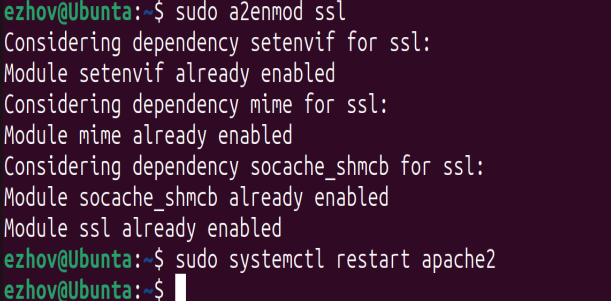 ezhov@Ubunta:~$ sudo a2enmod ssl
Considering dependency setenvif for ssl:
Module setenvif already enabled
Considering dependency mime for ssl:
Module mime already enabled
Considering dependency socache_shmcb for ssl:
Module socache_shmcb already enabled
Module ssl already enabled
ezhov@Ubunta:~$ sudo systemctl restart apache2
ezhov@Ubunta:~$